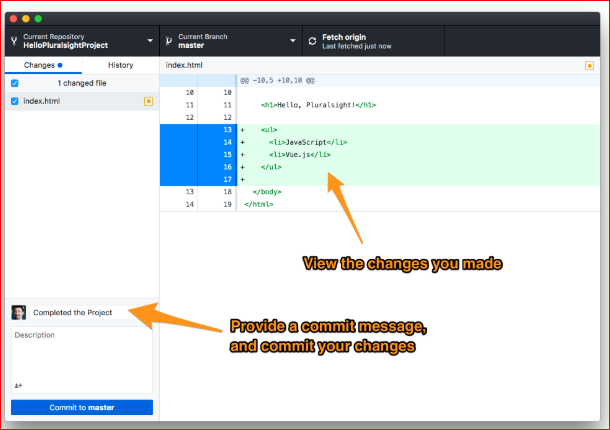 Current Repository
HelloPluralsightProject
Current Branch
master
Fetch origin
Last fetched just now
Changes
History
1 changed file
index.html
index.html
@@ -10,5 +10,10 @@
10 10
11 11 <h1>Hello, Pluralsight!</h1>
12 12
13 + <ul>
14 + <li>JavaScript</li>
15 + <li>Vue.js</li>
16 + </ul>
17 +
13 18 </body>
14 19 </html>
View the changes you made
Completed the Project
Provide a commit message,
and commit your changes
Description
Commit to master